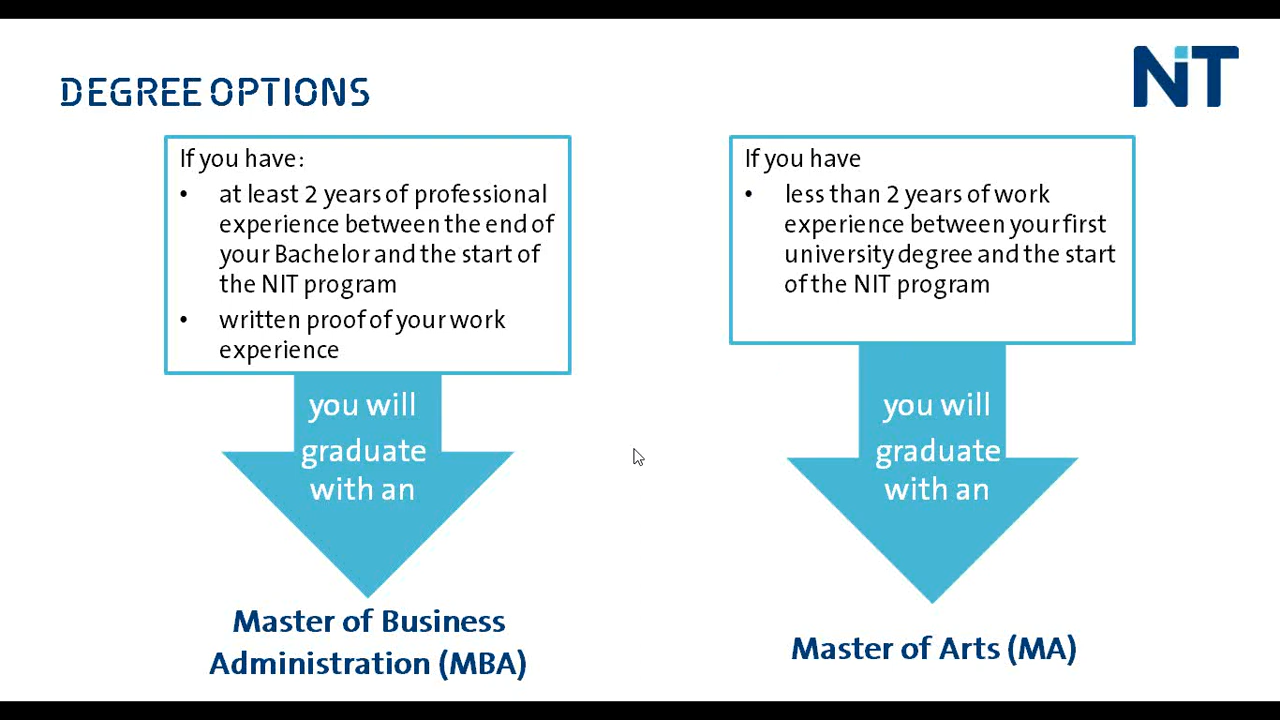 DEGREE OPTIONS
NiT
If you have:
• at least 2 years of professional
experience between the end of
your Bachelor and the start of
the NIT program
• written proof of your work
experience
you will
graduate
with an
Master of Business
Administration (MBA)
If you have
• less than 2 years of work
experience between your first
university degree and the start
of the NIT program
you will
graduate
with an
Master of Arts (MA)